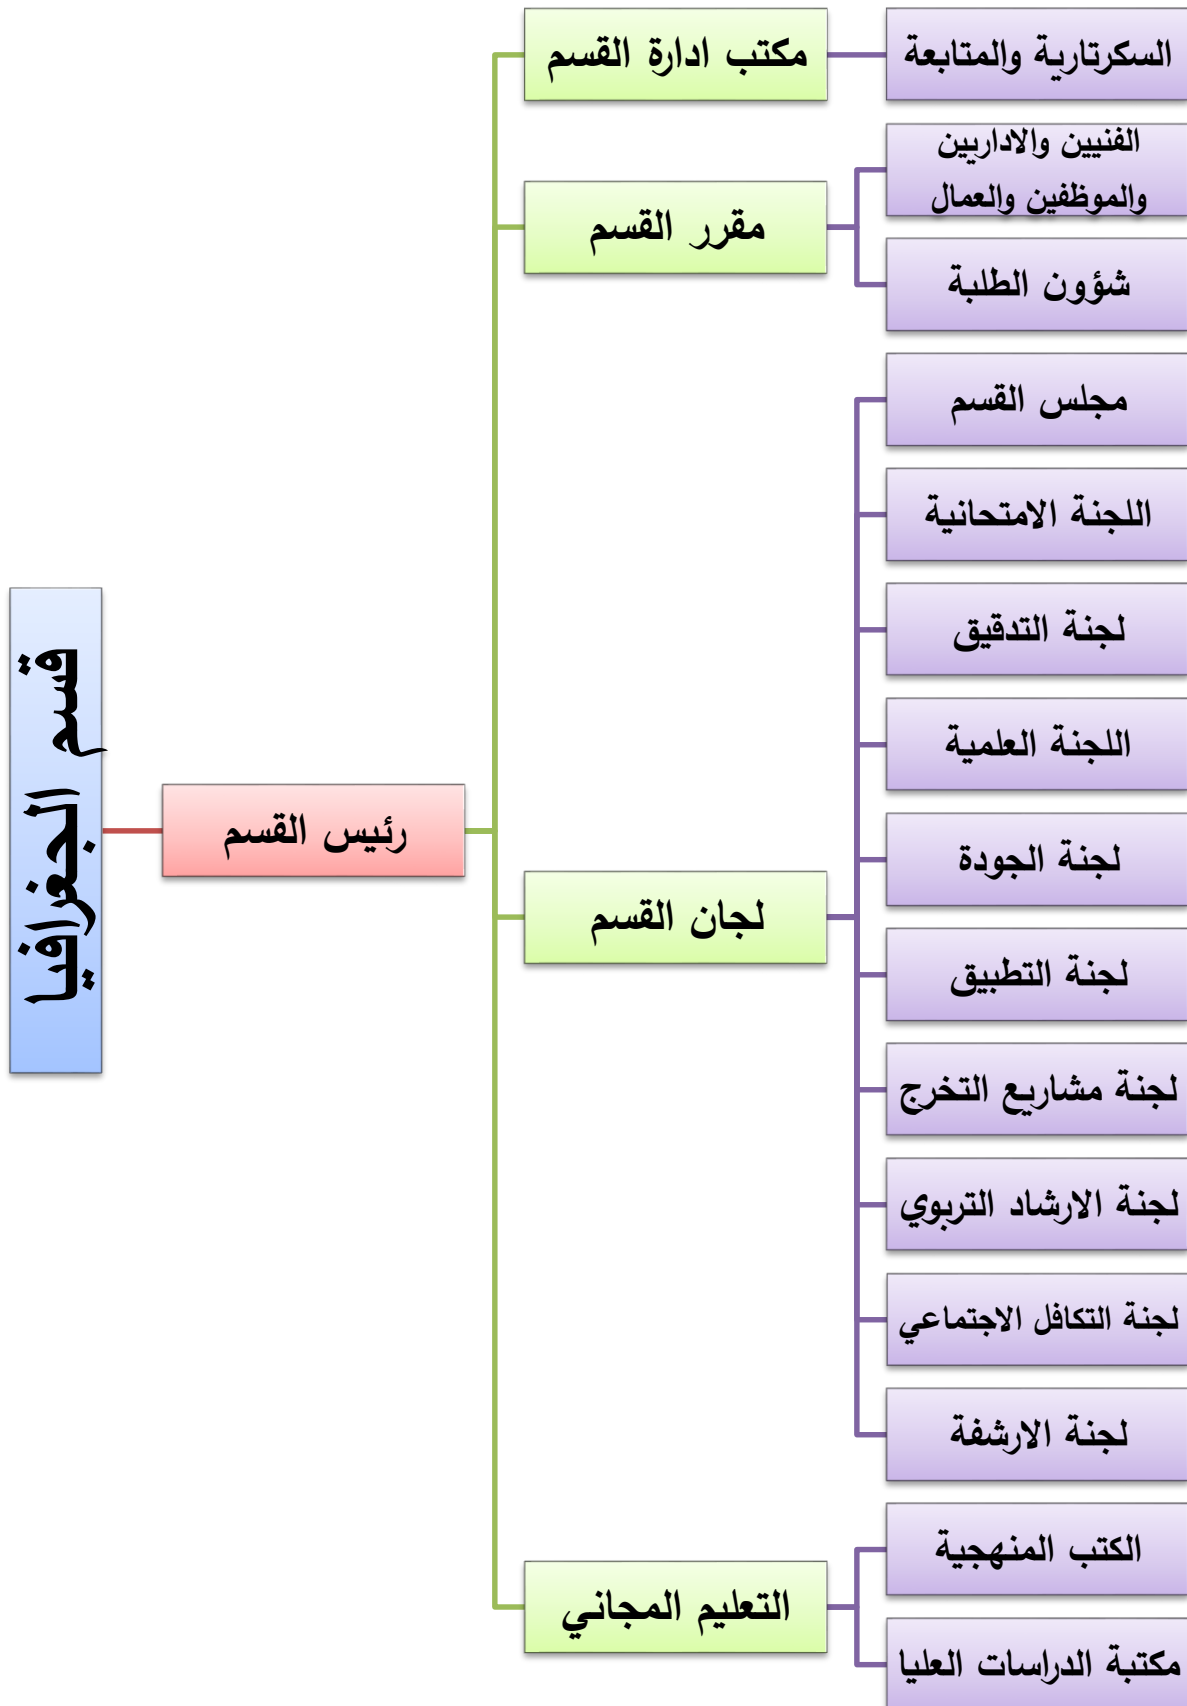 قسم الجغرافيا
رئيس القسم
مكتب ادارة القسم
السكرتارية والمتابعة
مقرر القسم
الفنيين والاداريين
والموظفين والعمال
شؤون الطلبة
لجان القسم
مجلس القسم
اللجنة الامتحانية
لجنة التدقيق
اللجنة العلمية
لجنة الجودة
لجنة التطبيق
لجنة مشاريع التخرج
لجنة الارشاد التربوي
لجنة التكافل الاجتماعي
لجنة الارشفة
التعليم المجاني
الكتب المنهجية
مكتبة الدراسات العليا